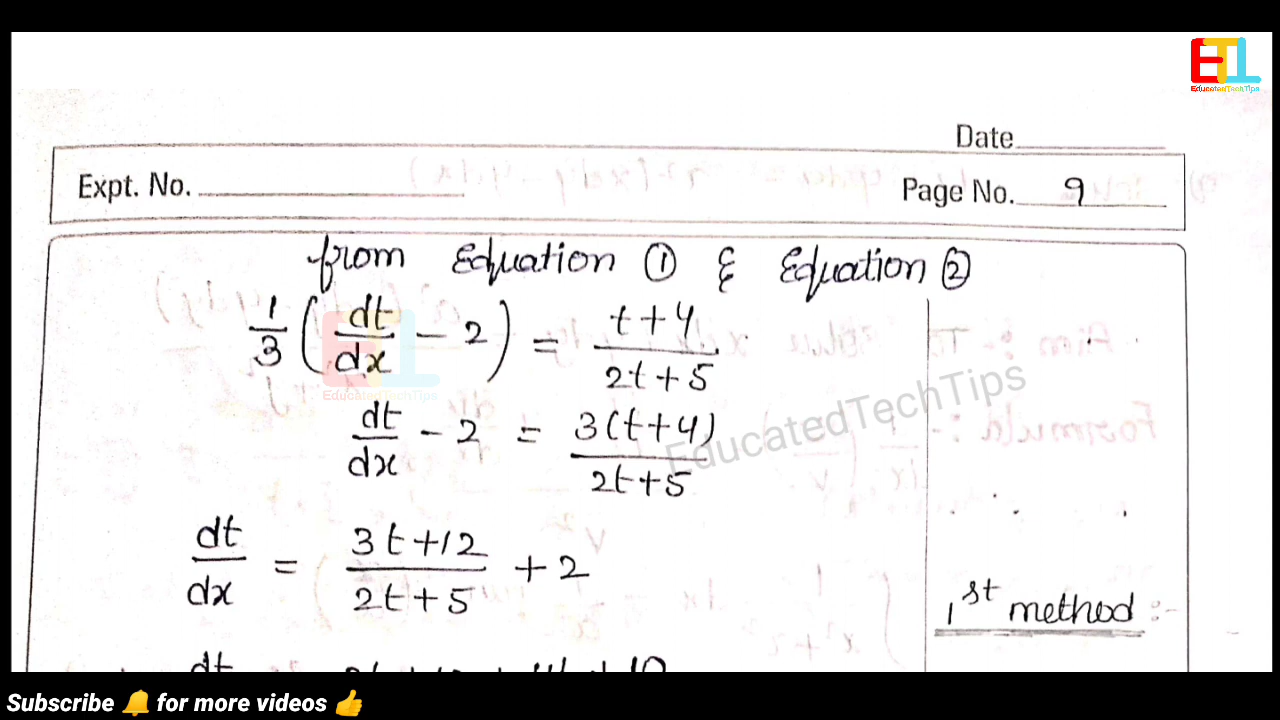 ETL
EducatedTechTips
Date
Expt. No.
Page No. 9
from Equation ① & Equation ②
1/3 (dt/dx - 2) = t+4/2t+5
dt/dx - 2 = 3(t+4)/2t+5
EducatedTechTips
dt/dx = 3t+12/2t+5 + 2
1st method :-
Subscribe 🔔 for more videos 👍